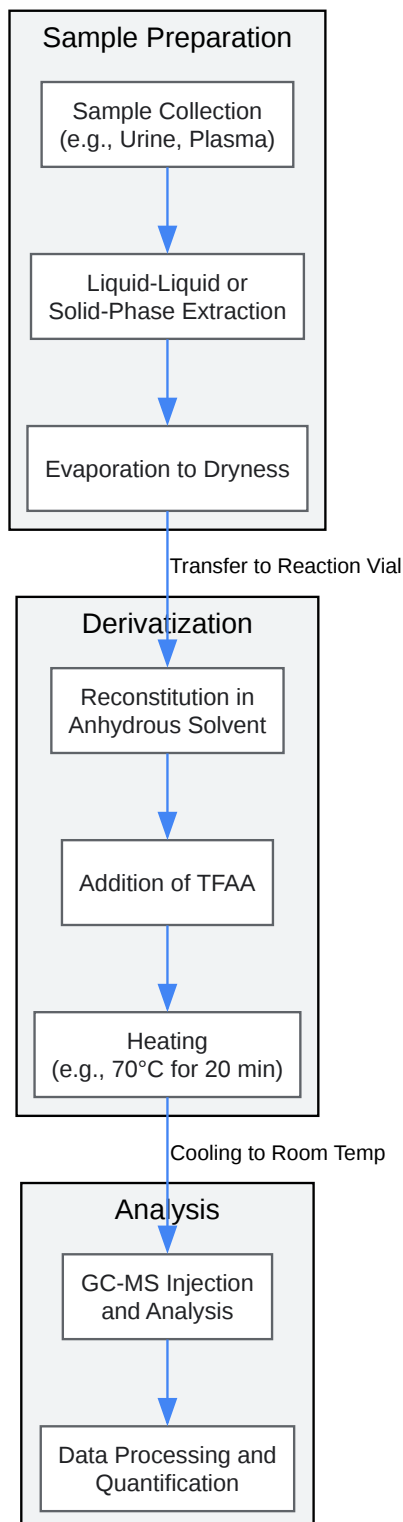 Sample Preparation
Sample Collection
(e.g., Urine, Plasma)
Liquid-Liquid or
Solid-Phase Extraction
Evaporation to Dryness
Transfer to Reaction Vial
Derivatization
Reconstitution in
Anhydrous Solvent
Addition of TFAA
Heating
(e.g., 70°C for 20 min)
Cooling to Room Temp
Analysis
GC-MS Injection
and Analysis
Data Processing and
Quantification